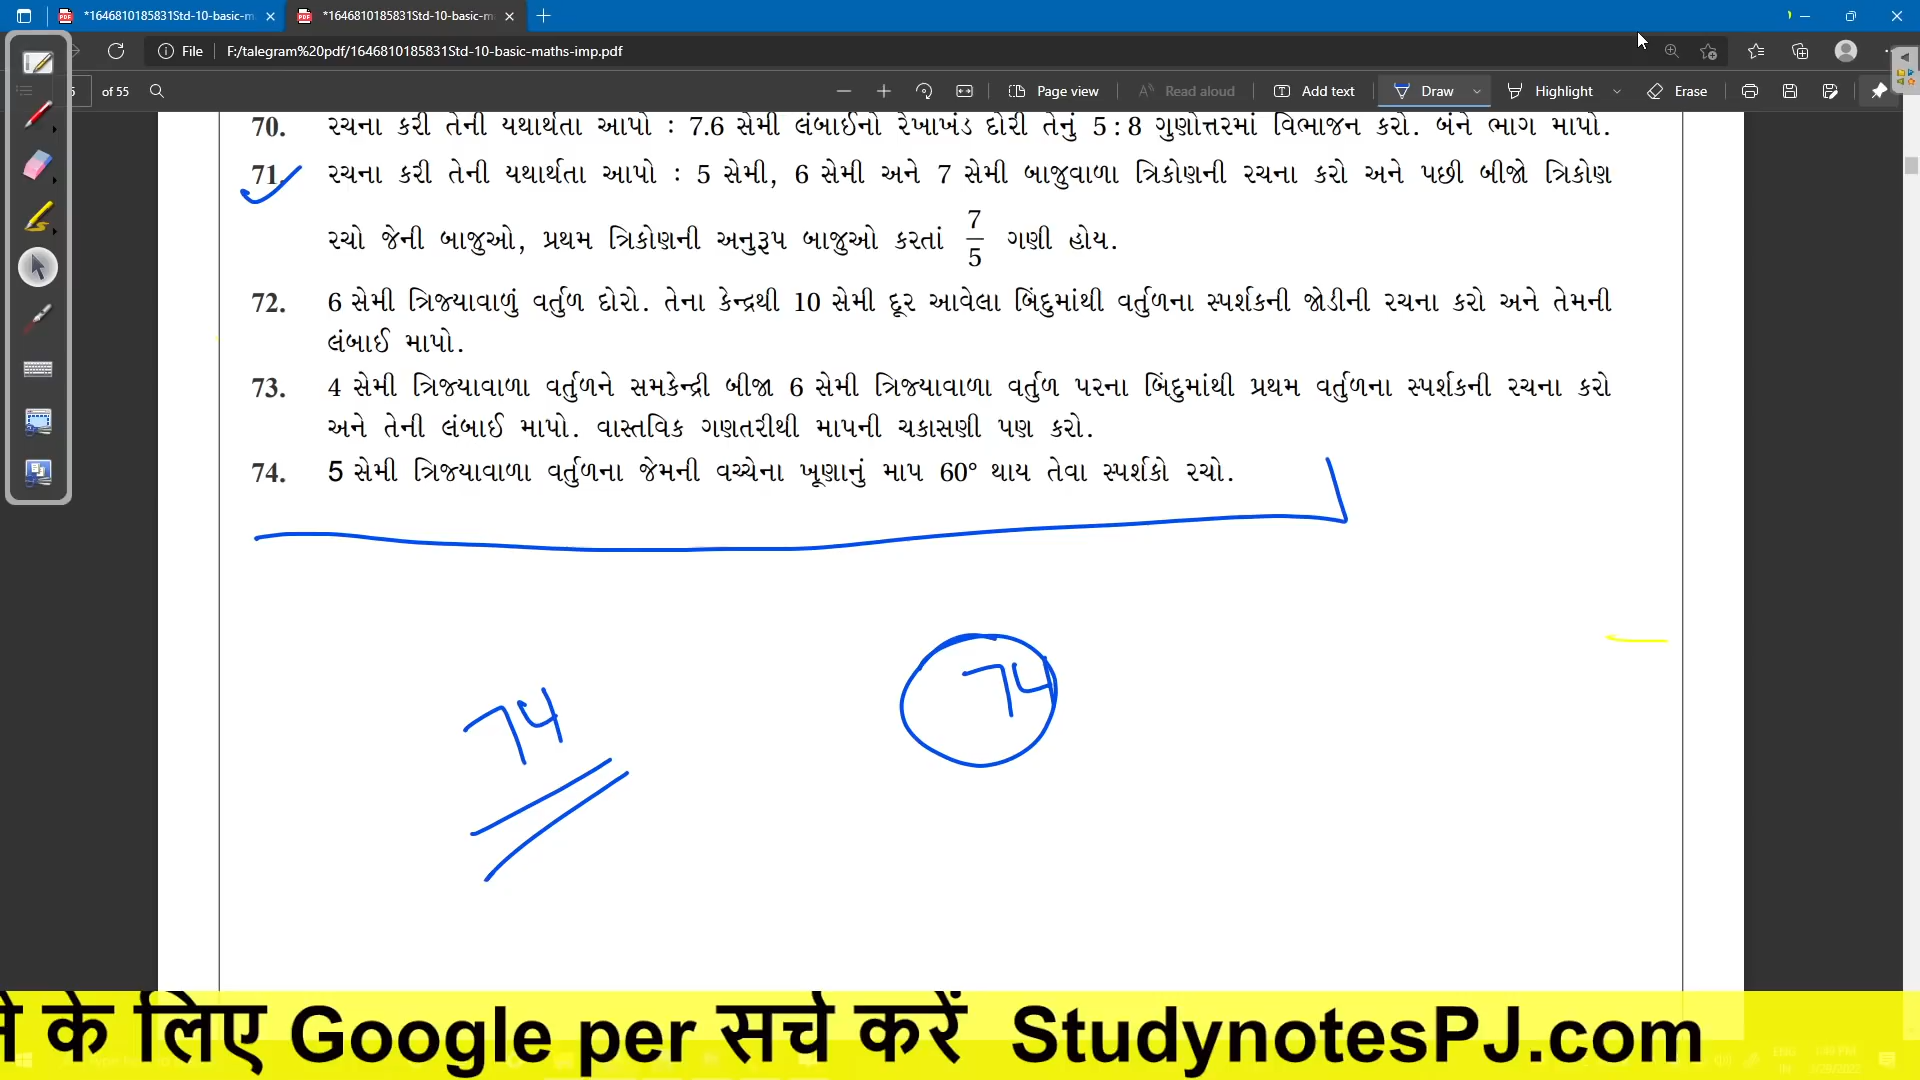 *1646810185831Std-10-basic-m
*1646810185831Std-10-basic-m
File F:/talegram%20pdf/1646810185831Std-10-basic-maths-imp.pdf
of 55 Page view Read aloud Add text Draw Highlight Erase
70. રચના કરી તેની યથાર્થતા આપો : 7.6 સેમી લંબાઈનો રેખાખંડ દોરી તેનું 5 : 8 ગુણોત્તરમાં વિભાજન કરો. બંને ભાગ માપો.
71. રચના કરી તેની યથાર્થતા આપો : 5 સેમી, 6 સેમી અને 7 સેમી બાજુવાળા ત્રિકોણની રચના કરો અને પછી બીજો ત્રિકોણ
રચો જેની બાજુઓ, પ્રથમ ત્રિકોણની અનુરૂપ બાજુઓ કરતાં 7/5 ગણી હોય.
72. 6 સેમી ત્રિજ્યાવાળું વર્તુળ દોરો. તેના કેન્દ્રથી 10 સેમી દૂર આવેલા બિંદુમાંથી વર્તુળના સ્પર્શકની જોડીની રચના કરો અને તેમની
લંબાઈ માપો.
73. 4 સેમી ત્રિજ્યાવાળા વર્તુળને સમકેન્દ્રી બીજા 6 સેમી ત્રિજ્યાવાળા વર્તુળ પરના બિંદુમાંથી પ્રથમ વર્તુળના સ્પર્શકની રચના કરો
અને તેની લંબાઈ માપો. વાસ્તવિક ગણતરીથી માપની ચકાસણી પણ કરો.
74. 5 સેમી ત્રિજ્યાવાળા વર્તુળના જેમની વચ્ચેના ખૂણાનું માપ 60° થાય તેવા સ્પર્શકો રચો.
74
74
के लिए Google per सर्च करें StudynotesPJ.com